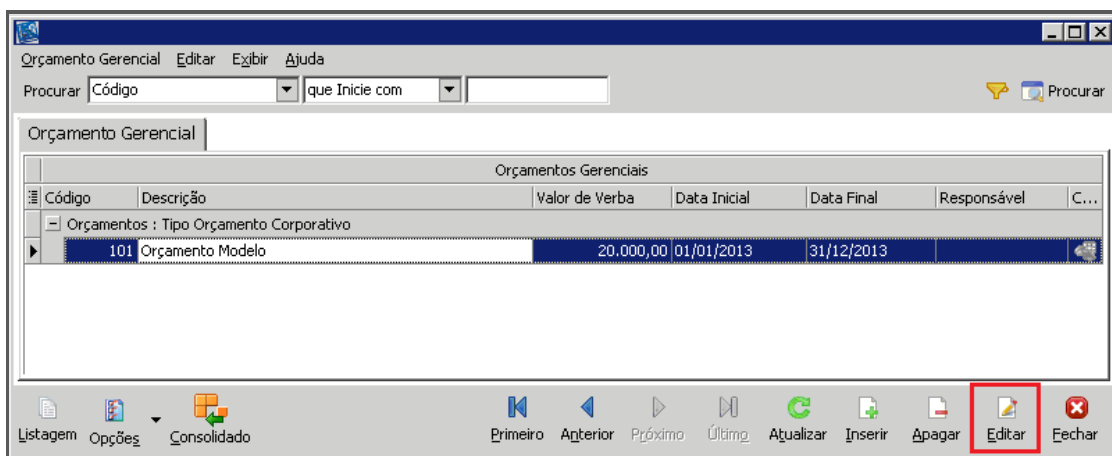 Orçamento Gerencial Editar Exibir Ajuda
Procurar Código que Inicie com Procurar
Orçamento Gerencial
Orçamentos Gerenciais
Código Descrição Valor de Verba Data Inicial Data Final Responsável C...
Orçamentos : Tipo Orçamento Corporativo
101 Orçamento Modelo 20.000,00 01/01/2013 31/12/2013
Listagem Opções Consolidado Primeiro Anterior Próximo Último Atualizar Inserir Apagar Editar Fechar